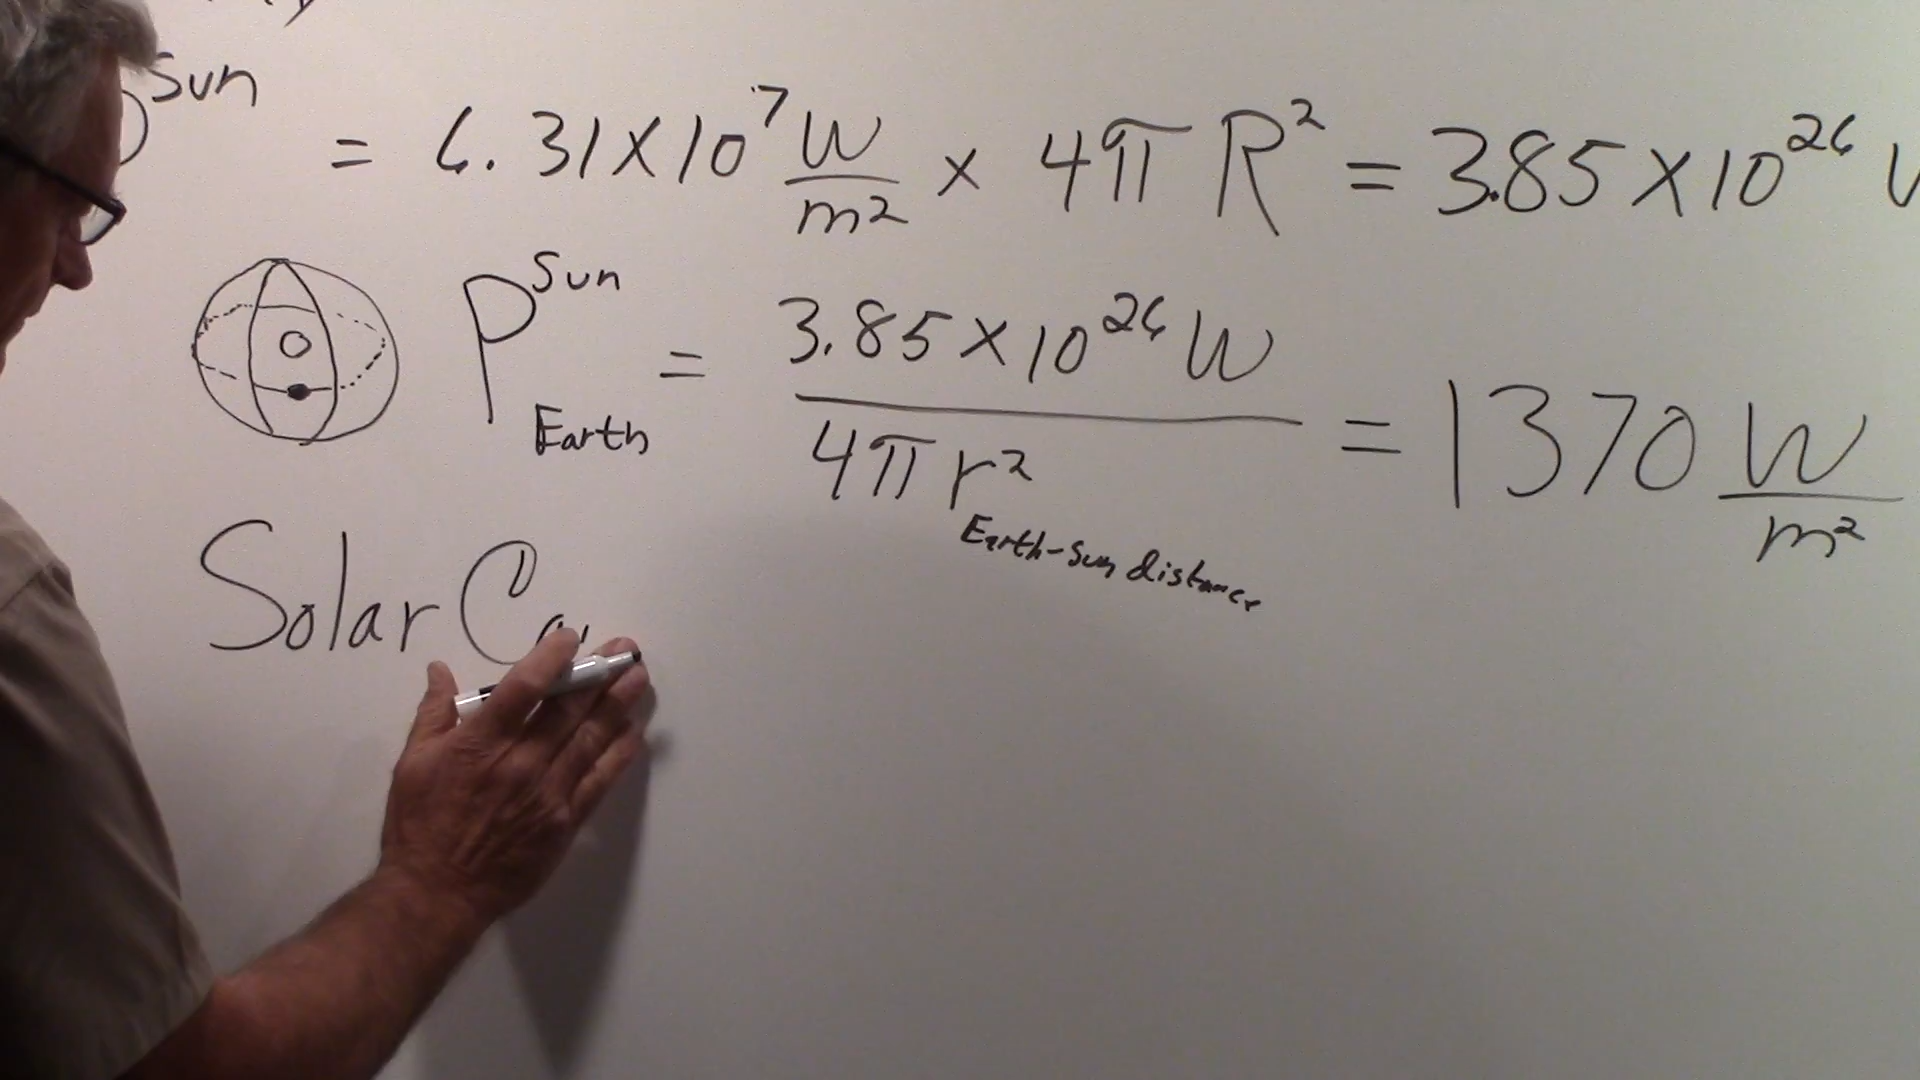 Sun
= 6.31 X 10^7 W/m² x 4π R² = 3.85 X 10^26
P^Sun_Earth = 3.85 X 10^26 W / 4π r² = 1370 W/m²
Earth-Sun distance
Solar